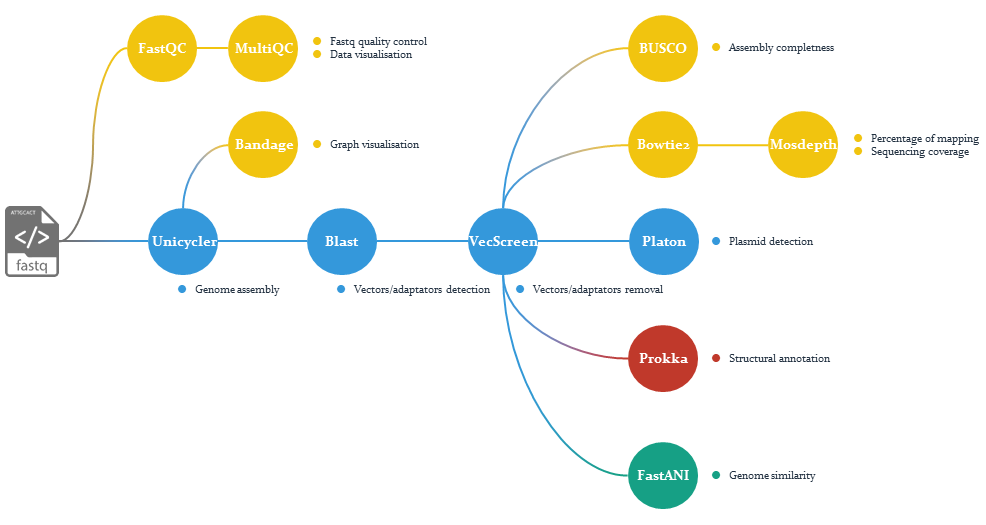 FastQC
MultiQC
Fastq quality control
Data visualisation
BUSCO
Assembly completness
Bandage
Graph visualisation
Bowtie2
Mosdepth
Percentage of mapping
Sequencing coverage
ATTGCACT
</>
fastq
Unicycler
Blast
VecScreen
Platon
Plasmid detection
Genome assembly
Vectors/adaptators detection
Vectors/adaptators removal
Prokka
Structural annotation
FastANI
Genome similarity